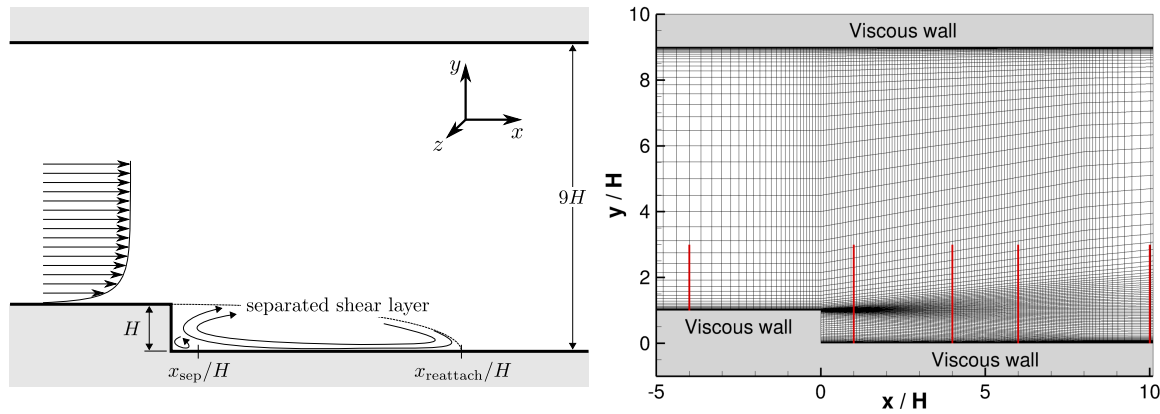 y
x
z
9H
separated shear layer
H
x_sep/H
x_reattach/H
10
Viscous wall
8
6
y / H
4
2
Viscous wall
0
Viscous wall
-5
0
5
10
x / H